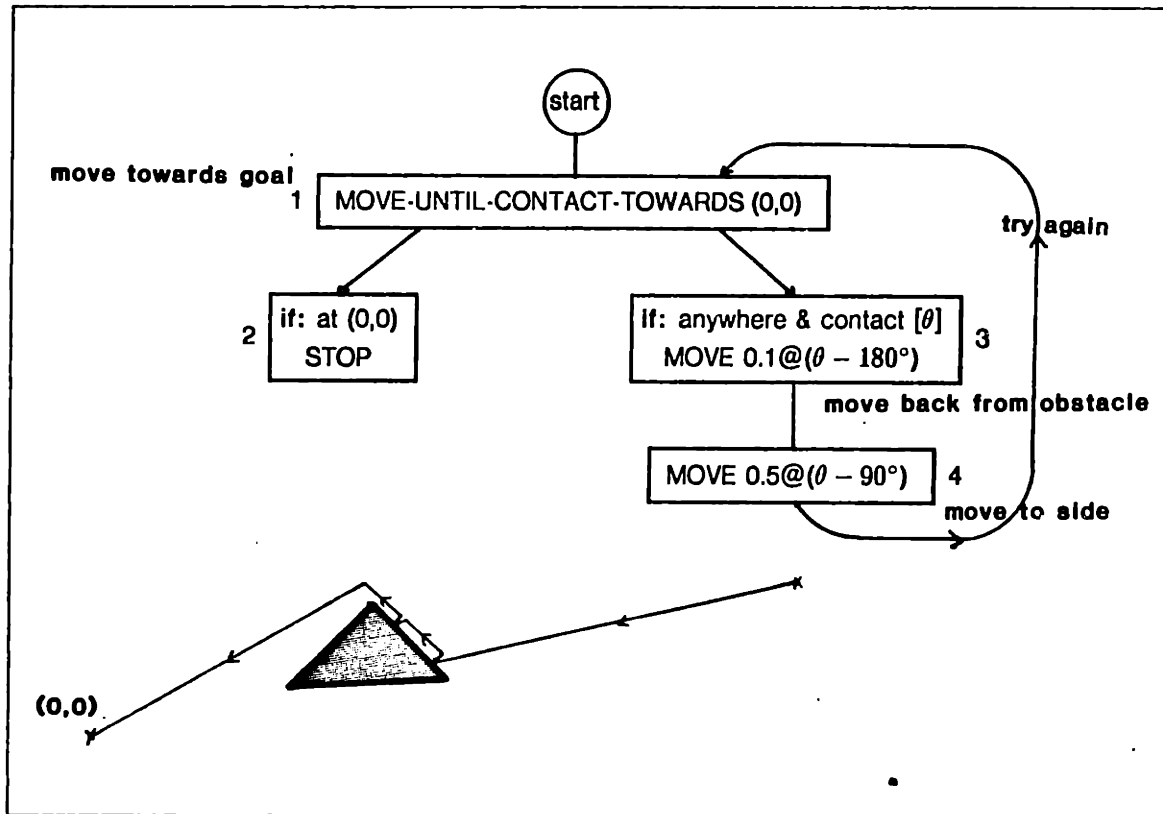 start
move towards goal
1 MOVE-UNTIL-CONTACT-TOWARDS (0,0)
try again
2 if: at (0,0)
STOP
if: anywhere & contact [θ] 3
MOVE 0.1@(θ − 180°)
move back from obstacle
MOVE 0.5@(θ − 90°) 4
move to side
(0,0)